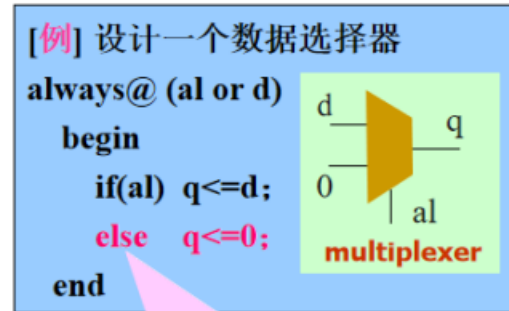 [例] 设计一个数据选择器
always@ (al or d)
begin
if(al) q<=d；
else q<=0；
end
d
q
0
al
multiplexer